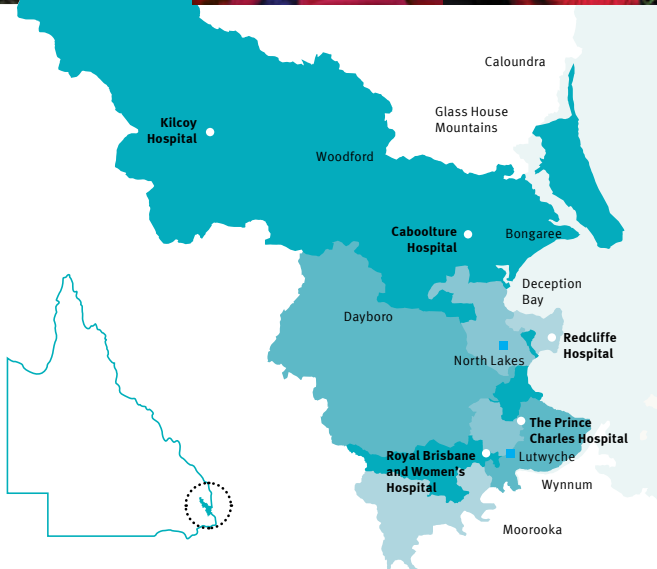 Caloundra
Glass House
Mountains
Kilcoy
Hospital
Woodford
Caboolture
Hospital
Bongaree
Deception
Bay
Dayboro
Redcliffe
Hospital
North Lakes
The Prince
Charles Hospital
Royal Brisbane
and Women's
Hospital
Lutwyche
Wynnum
Moorooka